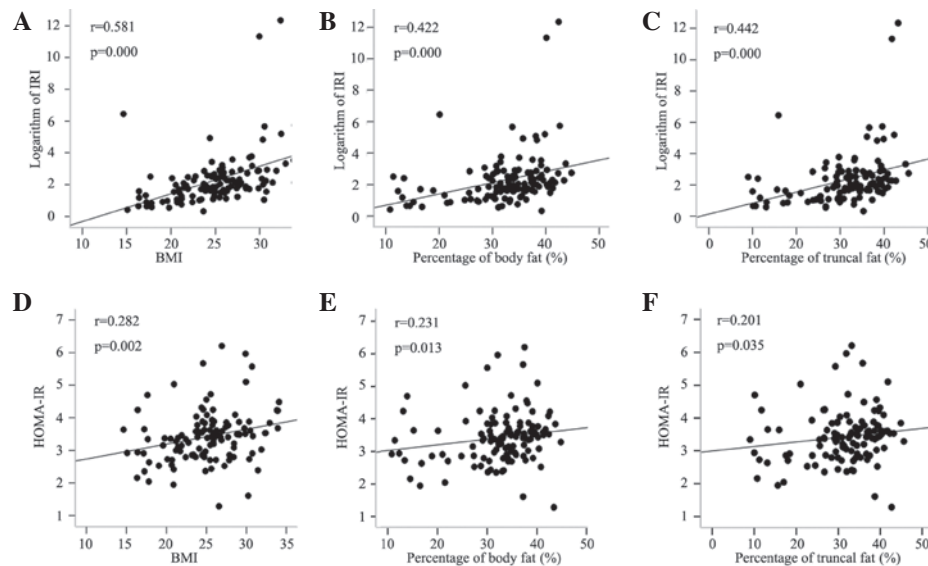 A
r=0.581
p=0.000
12
10
8
6
4
2
0
Logarithm of IRI
10 15 20 25 30
BMI
B
r=0.422
p=0.000
12
10
8
6
4
2
0
Logarithm of IRI
10 20 30 40 50
Percentage of body fat (%)
C
r=0.442
p=0.000
12
10
8
6
4
2
0
Logarithm of IRI
0 10 20 30 40 50
Percentage of truncal fat (%)
D
r=0.282
p=0.002
7
6
5
4
3
2
1
HOMA-IR
10 15 20 25 30 35
BMI
E
r=0.231
p=0.013
7
6
5
4
3
2
1
HOMA-IR
10 20 30 40 50
Percentage of body fat (%)
F
r=0.201
p=0.035
7
6
5
4
3
2
1
HOMA-IR
0 10 20 30 40 50
Percentage of truncal fat (%)